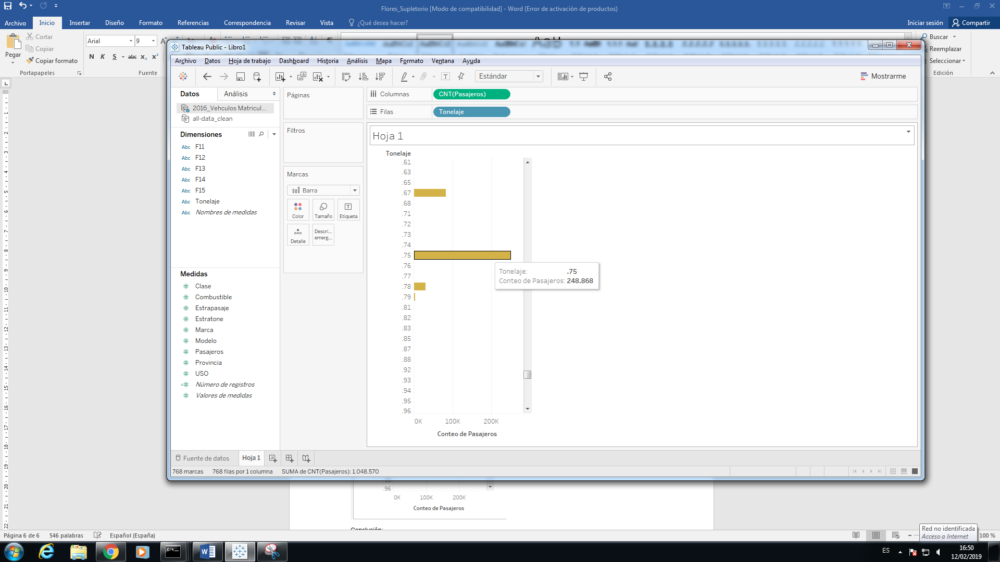 Flores_Supletorio [Modo de compatibilidad] - Word (Error de activación de productos)
Archivo Inicio Insertar Diseño Formato Referencias Correspondencia Revisar Vista ¿Qué desea hacer? Iniciar sesión Compartir
Pegar
Cortar
Copiar
Copiar formato
Portapapeles
Arial 9
N K S abc x₂ x²
Fuente
Buscar
Reemplazar
Seleccionar
Edición
Tableau Public - Libro1
Archivo Datos Hoja de trabajo Dashboard Historia Análisis Mapa Formato Ventana Ayuda
Estándar
Mostrarme
Datos Análisis
2016_Vehculos Matricul...
all-data_clean
Dimensiones
Abc F11
Abc F12
Abc F13
Abc F14
Abc F15
Abc Tonelaje
Abc Nombres de medidas
Medidas
Clase
Combustible
Estrapasaje
Estratone
Marca
Modelo
Pasajeros
Provincia
USO
Número de registros
Valores de medidas
Páginas
Filtros
Marcas
Barra
Color Tamaño Etiqueta
Detalle Descri... emerg...
Columnas CNT(Pasajeros)
Filas Tonelaje
Hoja 1
Tonelaje
.61
.63
.65
.67
.68
.71
.72
.73
.74
.75
.76
.77
.78
.79
.81
.82
.83
.85
.87
.88
.92
.93
.94
.95
.96
0K 100K 200K
Conteo de Pasajeros
Tonelaje: .75
Conteo de Pasajeros: 248.868
Fuente de datos Hoja 1
768 marcas 768 filas por 1 columna SUMA de CNT(Pasajeros): 1.048.570
.96
0K 100K 200K
Conteo de Pasajeros
Conclusión:
Página 6 de 6 546 palabras Español (España)
100 %
Red no identificada
Acceso a Internet
ES
16:50
12/02/2019